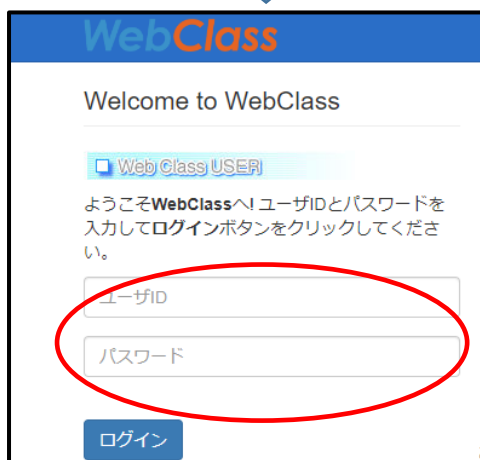 WebClass
Welcome to WebClass
Web Class USER
ようこそWebClassへ! ユーザIDとパスワードを
入力してログインボタンをクリックしてくださ
い。
ユーザID
パスワード
ログイン